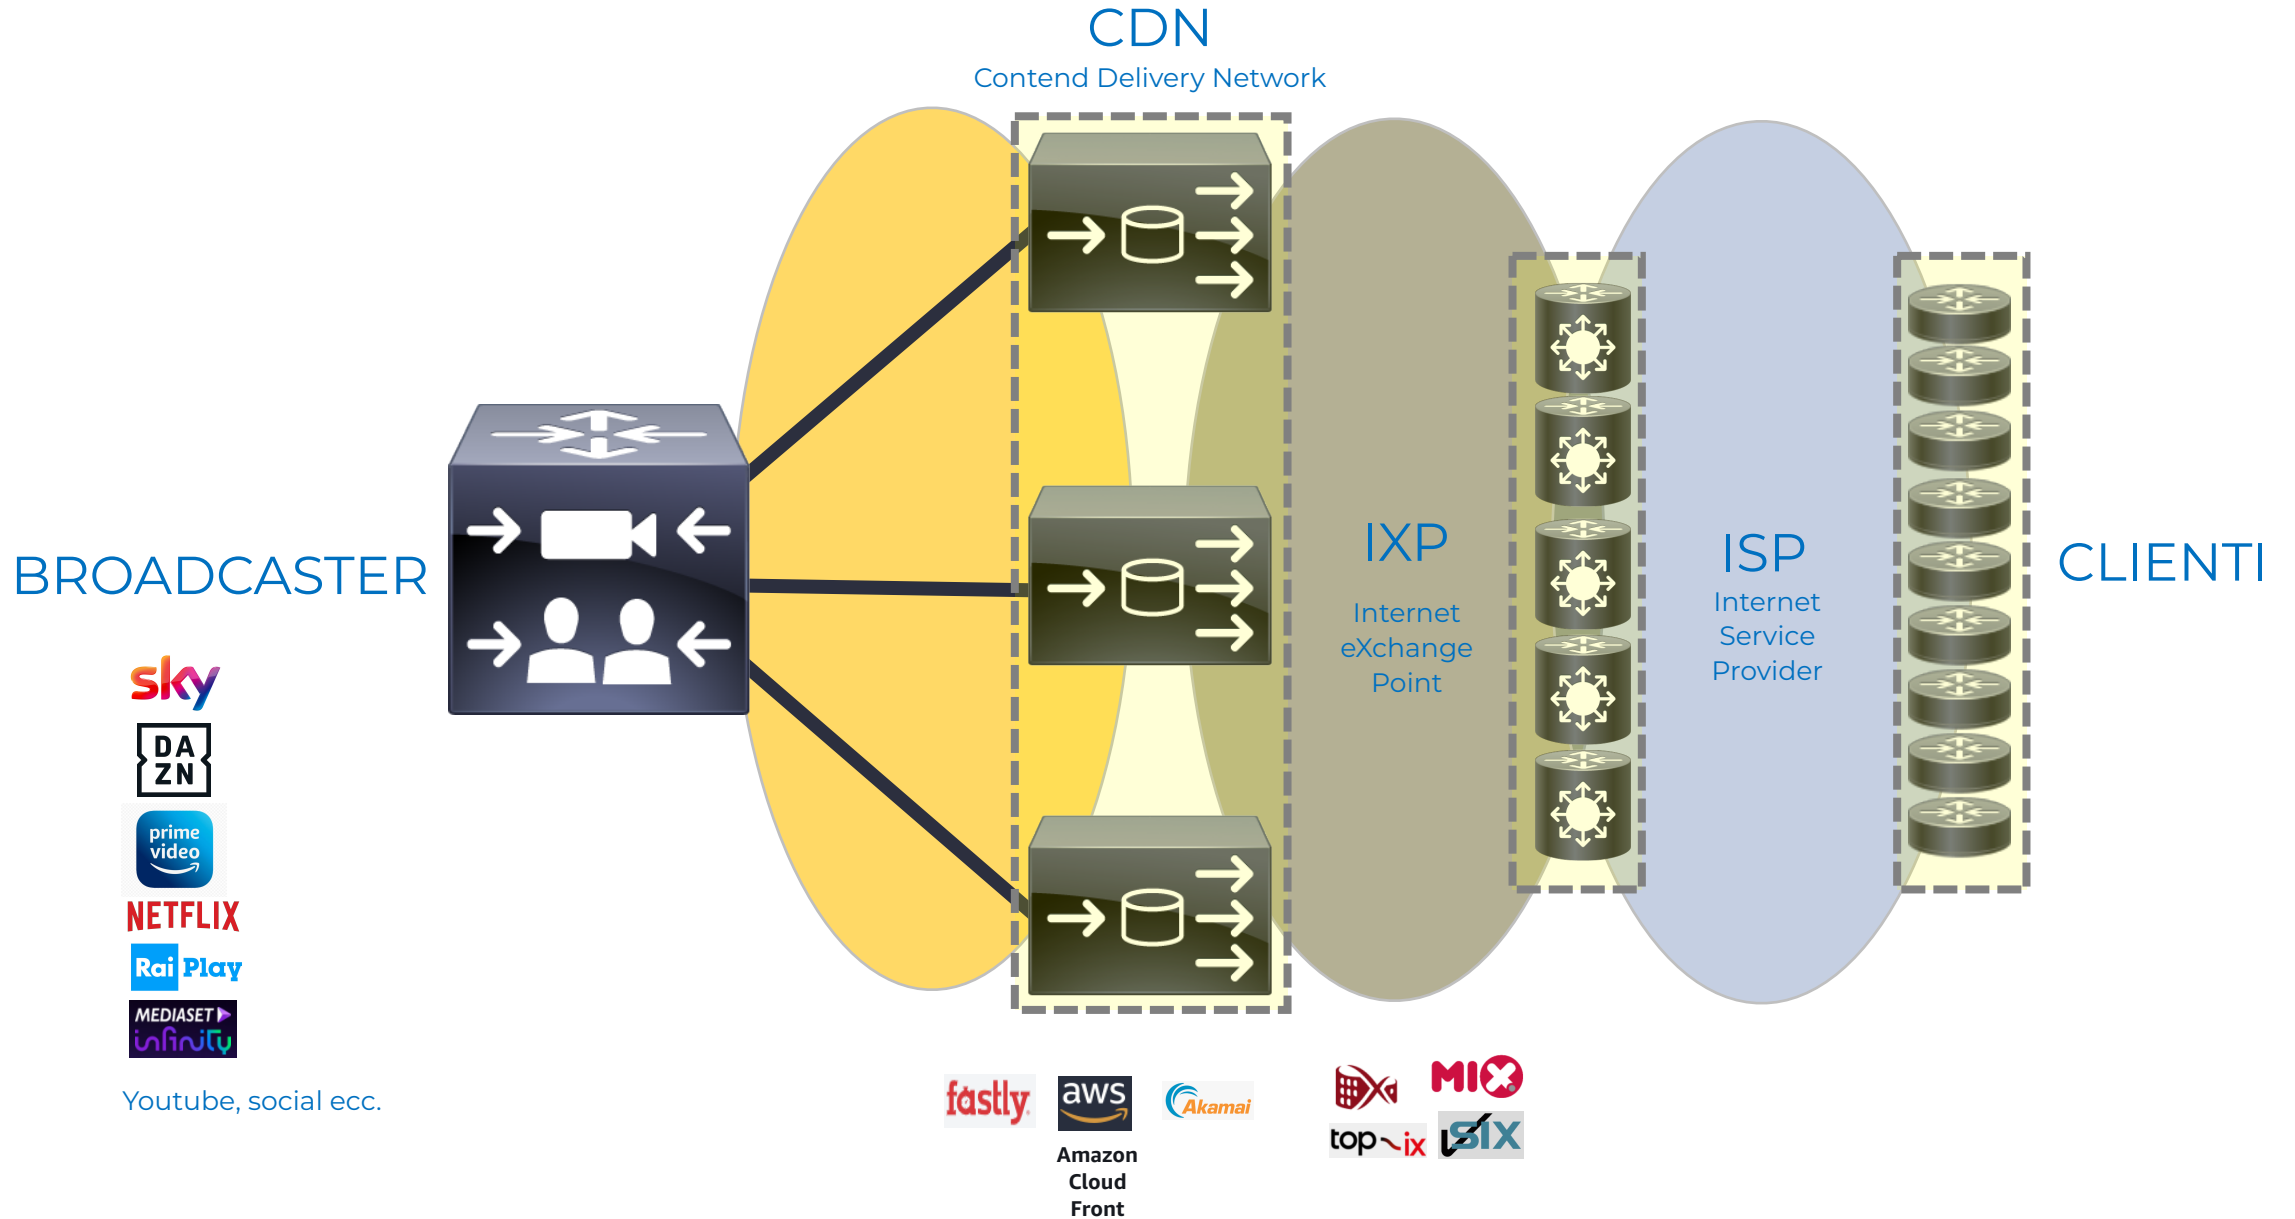 CDN
Contend Delivery Network
BROADCASTER
IXP
Internet
eXchange
Point
ISP
Internet
Service
Provider
CLIENTI
sky
DA
ZN
prime
video
NETFLIX
Rai Play
MEDIASET
infinity
Youtube, social ecc.
fastly
aws
Amazon
Cloud
Front
Akamai
MIX
top-ix
VSIX